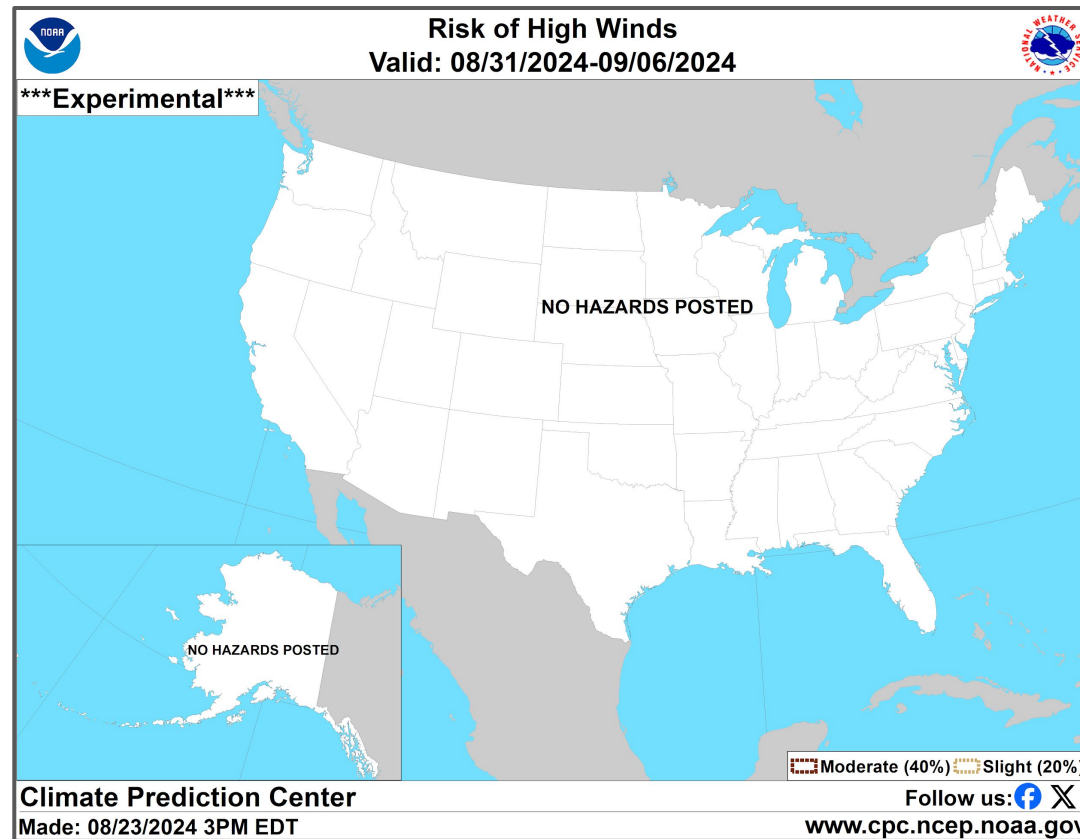 NOAA
Risk of High Winds
Valid: 08/31/2024-09/06/2024
NATIONAL WEATHER SERVICE
***Experimental***
NO HAZARDS POSTED
NO HAZARDS POSTED
Moderate (40%) Slight (20%)
Climate Prediction Center
Follow us:
Made: 08/23/2024 3PM EDT
www.cpc.ncep.noaa.gov